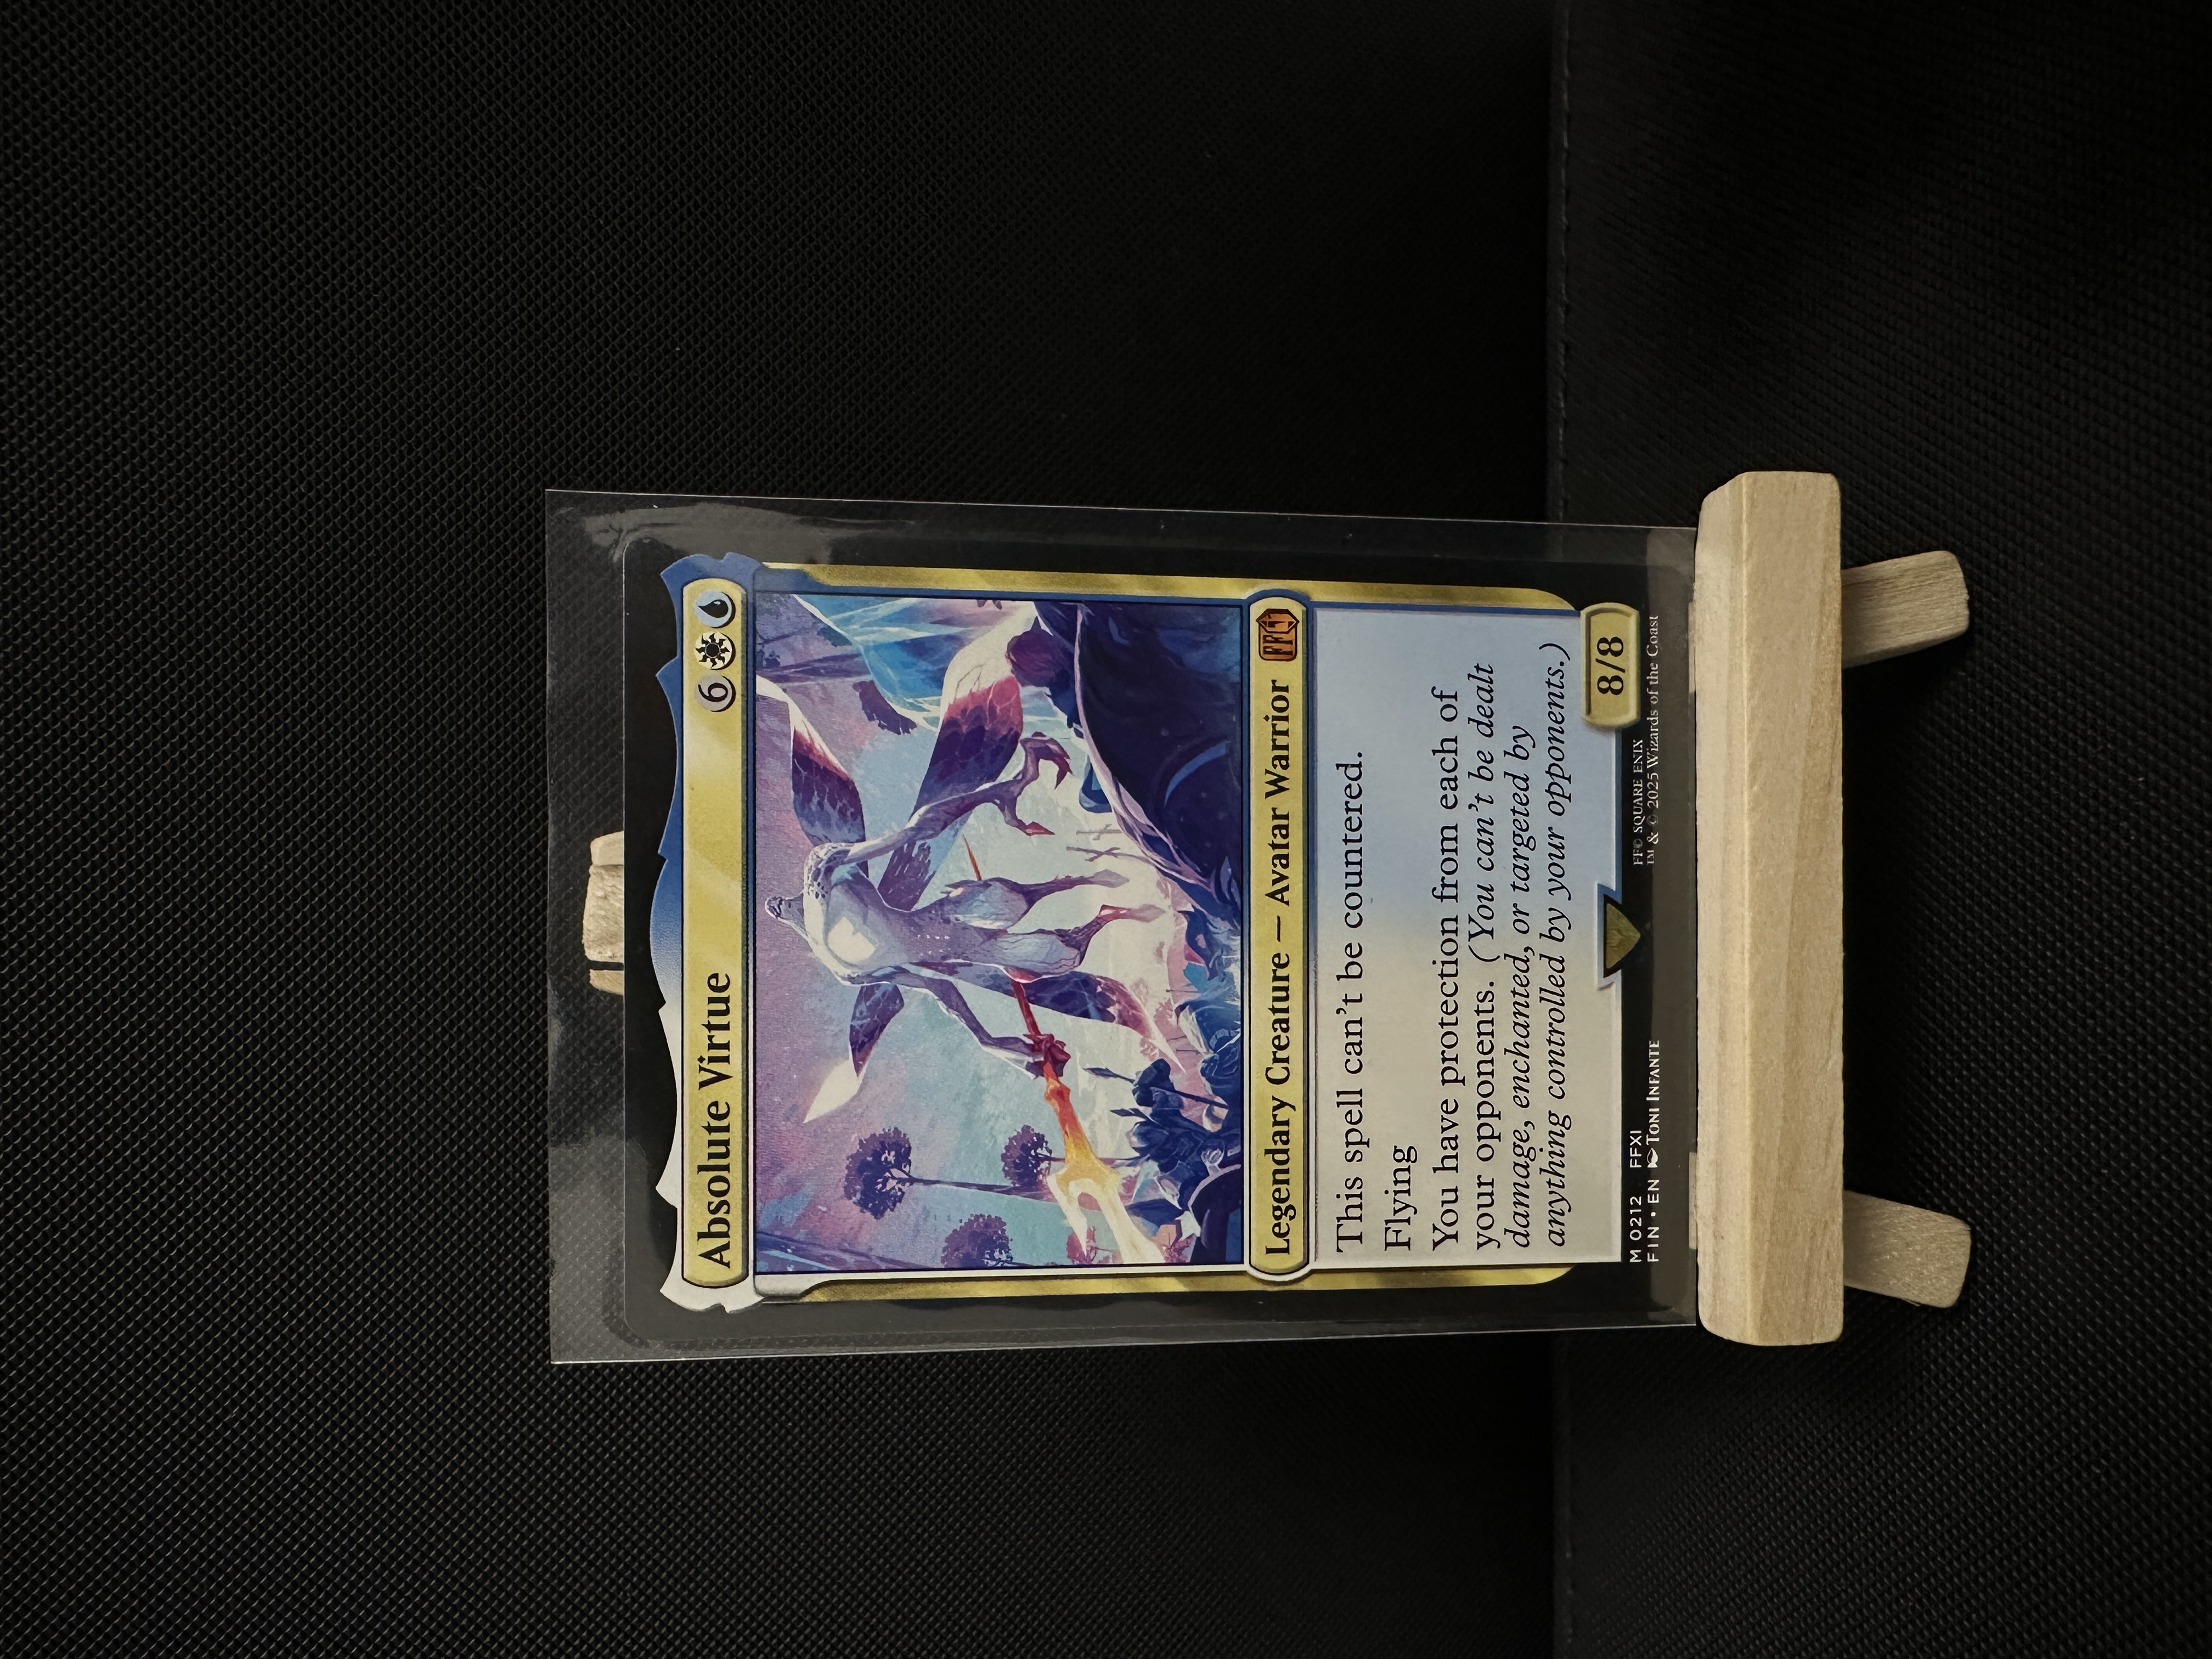 Absolute Virtue 6
Legendary Creature — Avatar Warrior FF
This spell can't be countered.
Flying
You have protection from each of
your opponents. (You can't be dealt
damage, enchanted, or targeted by
anything controlled by your opponents.)
8/8
M 0212 FFXI
FIN • EN TONI INFANTE
FF© SQUARE ENIX
™ & © 2025 Wizards of the Coast